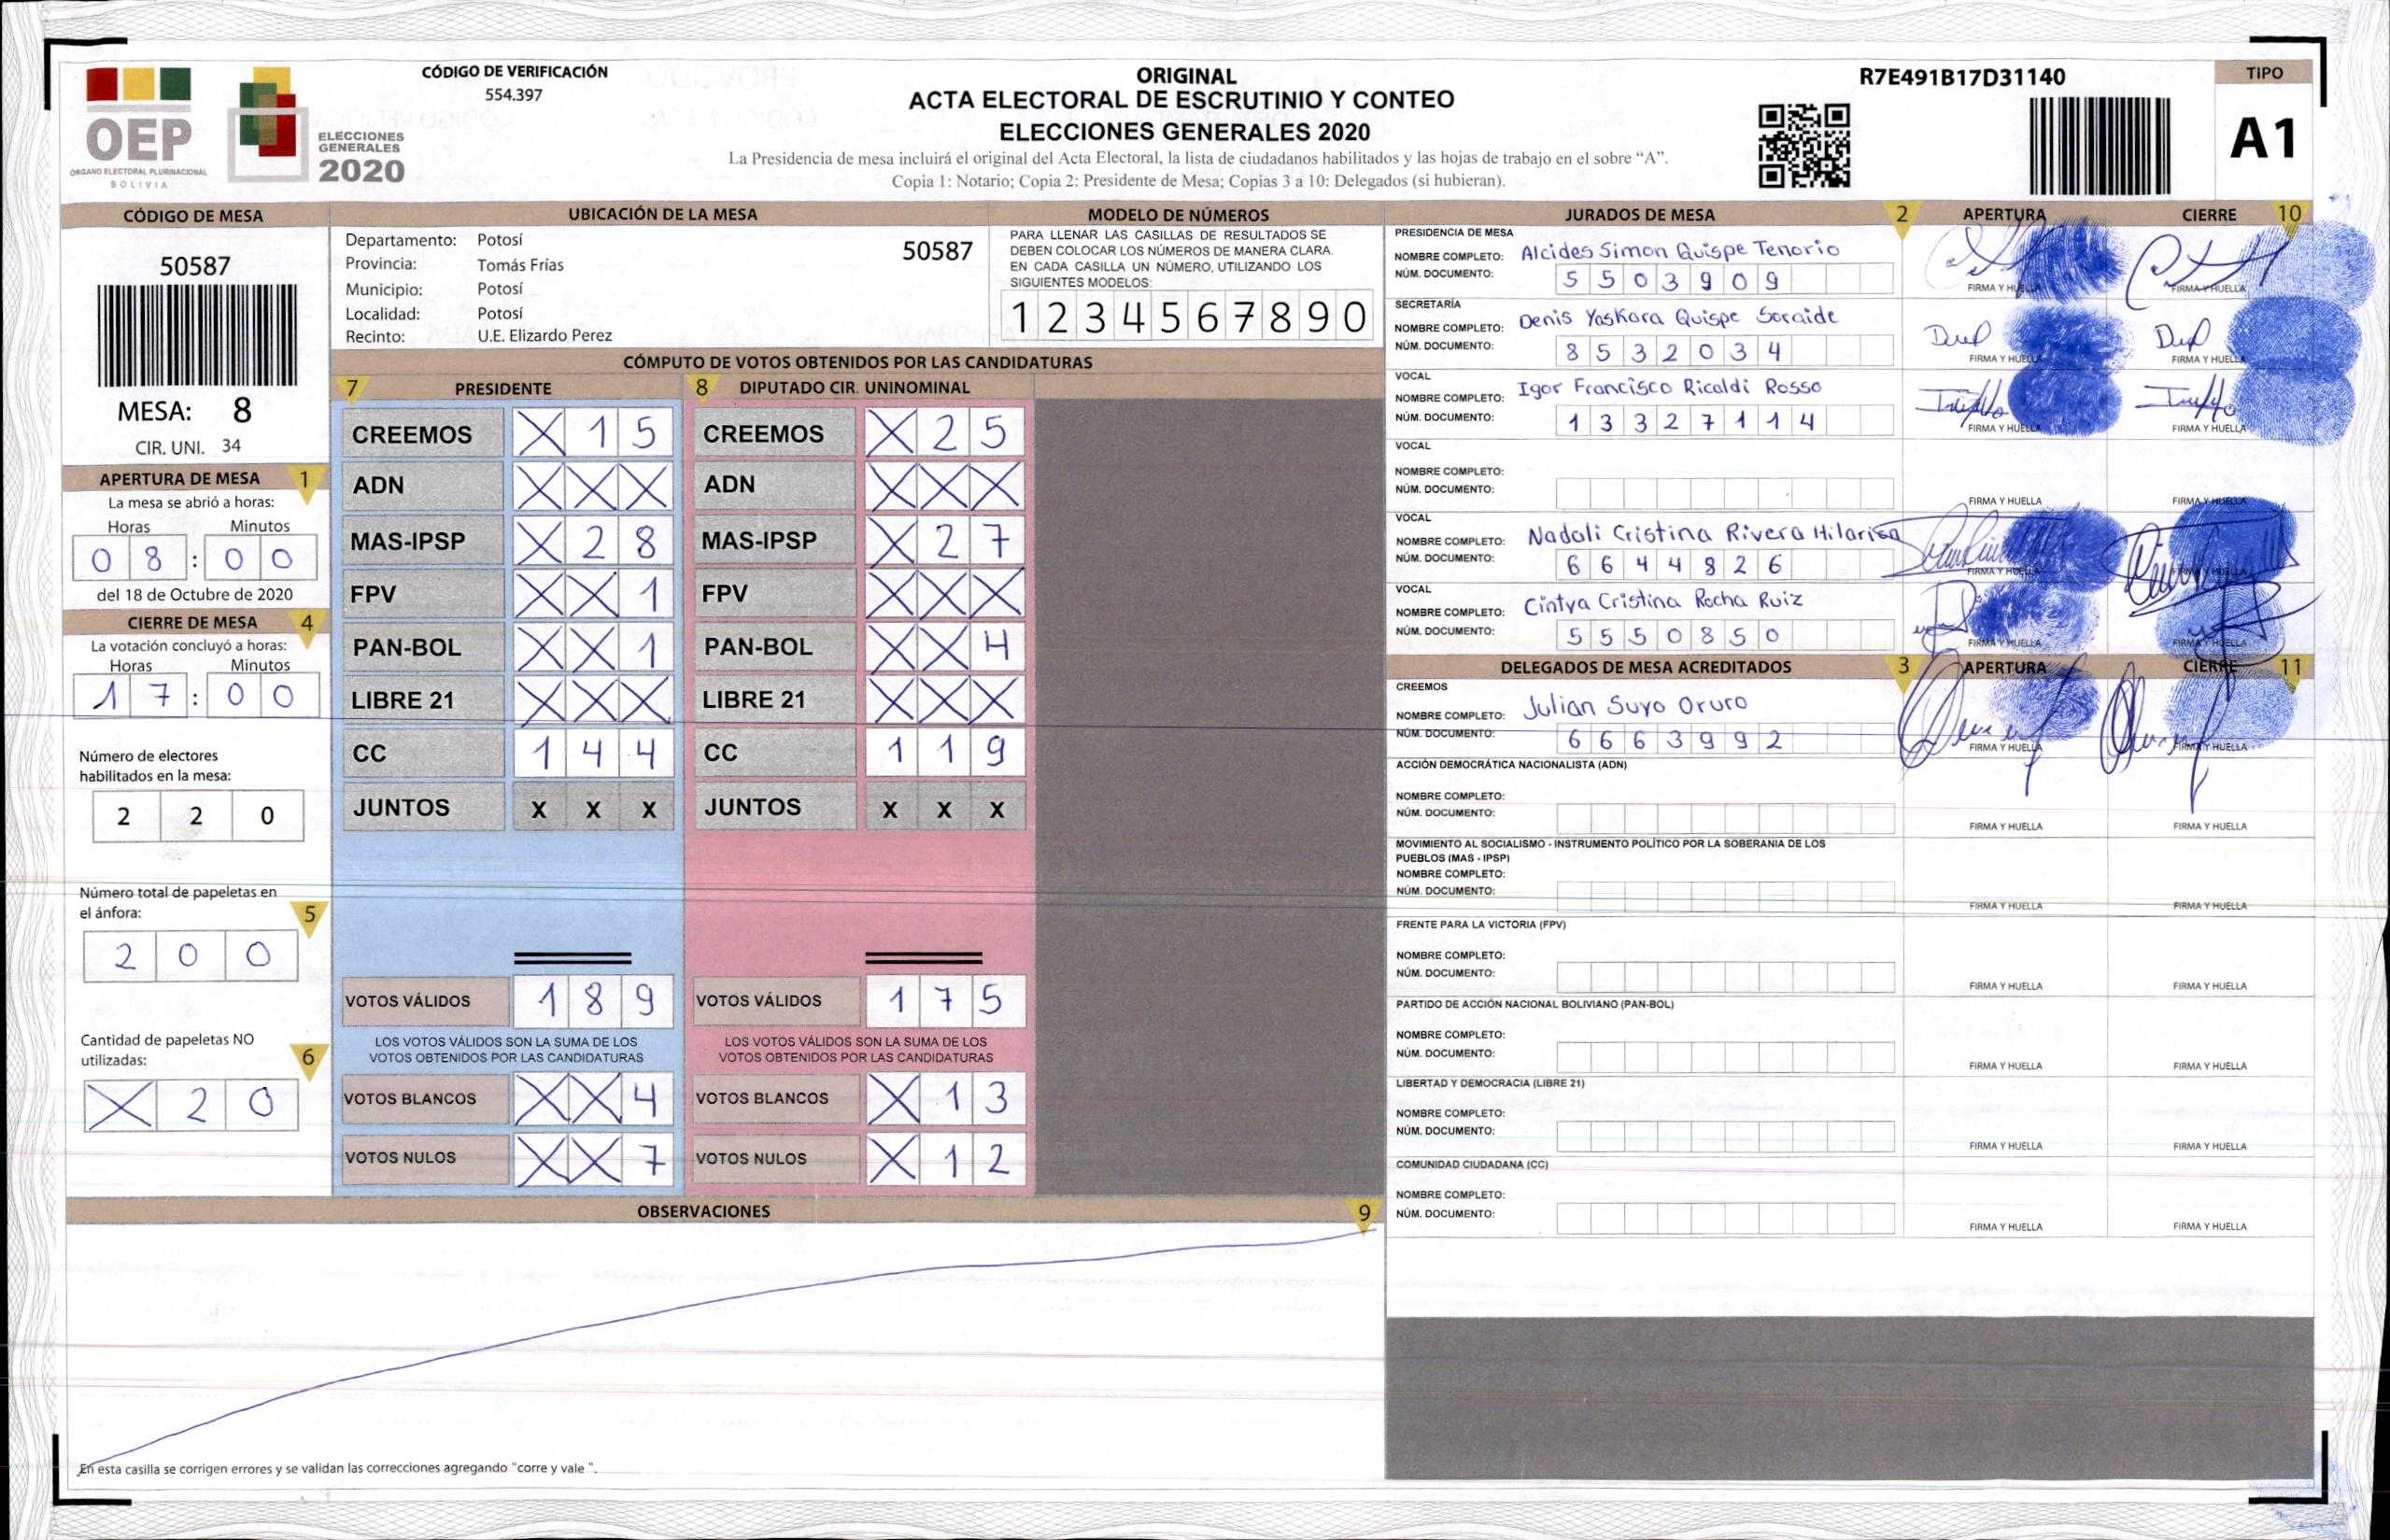 OEP
ÓRGANO ELECTORAL PLURINACIONAL
BOLIVIA
ELECCIONES
GENERALES
2020
CÓDIGO DE VERIFICACIÓN
554.397
ORIGINAL
ACTA ELECTORAL DE ESCRUTINIO Y CONTEO
ELECCIONES GENERALES 2020
La Presidencia de mesa incluirá el original del Acta Electoral, la lista de ciudadanos habilitados y las hojas de trabajo en el sobre “A”.
Copia 1: Notario; Copia 2: Presidente de Mesa; Copias 3 a 10: Delegados (si hubieran).
R7E491B17D31140
TIPO
A1
CÓDIGO DE MESA
50587
MESA: 8
CIR. UNI. 34
APERTURA DE MESA 1
La mesa se abrió a horas:
Horas Minutos
0 8 : 0 0
del 18 de Octubre de 2020
CIERRE DE MESA 4
La votación concluyó a horas:
Horas Minutos
1 7 : 0 0
Número de electores
habilitados en la mesa:
2 2 0
Número total de papeletas en
el ánfora: 5
2 0 0
Cantidad de papeletas NO
utilizadas: 6
X 2 0
UBICACIÓN DE LA MESA
Departamento: Potosí 50587
Provincia: Tomás Frías
Municipio: Potosí
Localidad: Potosí
Recinto: U.E. Elizardo Perez
MODELO DE NÚMEROS
PARA LLENAR LAS CASILLAS DE RESULTADOS SE
DEBEN COLOCAR LOS NÚMEROS DE MANERA CLARA.
EN CADA CASILLA UN NÚMERO, UTILIZANDO LOS
SIGUIENTES MODELOS:
1 2 3 4 5 6 7 8 9 0
CÓMPUTO DE VOTOS OBTENIDOS POR LAS CANDIDATURAS
7 PRESIDENTE 8 DIPUTADO CIR. UNINOMINAL
CREEMOS X 1 5 CREEMOS X 2 5
ADN X X X ADN X X X
MAS-IPSP X 2 8 MAS-IPSP X 2 7
FPV X X 1 FPV X X X
PAN-BOL X X 1 PAN-BOL X X 4
LIBRE 21 X X X LIBRE 21 X X X
CC 1 4 4 CC 1 1 9
JUNTOS X X X JUNTOS X X X
VOTOS VÁLIDOS 1 8 9 VOTOS VÁLIDOS 1 7 5
LOS VOTOS VÁLIDOS SON LA SUMA DE LOS LOS VOTOS VÁLIDOS SON LA SUMA DE LOS
VOTOS OBTENIDOS POR LAS CANDIDATURAS VOTOS OBTENIDOS POR LAS CANDIDATURAS
VOTOS BLANCOS X X 4 VOTOS BLANCOS X 1 3
VOTOS NULOS X X 7 VOTOS NULOS X 1 2
OBSERVACIONES 9
En esta casilla se corrigen errores y se validan las correcciones agregando "corre y vale ".
JURADOS DE MESA 2 APERTURA CIERRE 10
PRESIDENCIA DE MESA
NOMBRE COMPLETO: Alcides Simon Quispe Tenorio
NÚM. DOCUMENTO: 5 5 0 3 9 0 9
FIRMA Y HUELLA FIRMA Y HUELLA
SECRETARÍA
NOMBRE COMPLETO: Denis Yaskara Quispe Soraide
NÚM. DOCUMENTO: 8 5 3 2 0 3 4
FIRMA Y HUELLA FIRMA Y HUELLA
VOCAL
NOMBRE COMPLETO: Igor Francisco Ricaldi Rosso
NÚM. DOCUMENTO: 1 3 3 2 7 1 1 4
FIRMA Y HUELLA FIRMA Y HUELLA
VOCAL
NOMBRE COMPLETO:
NÚM. DOCUMENTO:
FIRMA Y HUELLA FIRMA Y HUELLA
VOCAL
NOMBRE COMPLETO: Nadali Cristina Rivera
NÚM. DOCUMENTO: 6 6 4 4 8 2 6
FIRMA Y HUELLA FIRMA Y HUELLA
VOCAL
NOMBRE COMPLETO: Cintya Cristina Rocha Ruiz
NÚM. DOCUMENTO: 5 5 5 0 8 5 0
FIRMA Y HUELLA FIRMA Y HUELLA
DELEGADOS DE MESA ACREDITADOS 3 APERTURA CIERRE 11
CREEMOS
NOMBRE COMPLETO: Julian Suyo Oruro
NÚM. DOCUMENTO: 6 6 6 3 9 9 2
FIRMA Y HUELLA FIRMA Y HUELLA
ACCIÓN DEMOCRÁTICA NACIONALISTA (ADN)
NOMBRE COMPLETO:
NÚM. DOCUMENTO:
FIRMA Y HUELLA FIRMA Y HUELLA
MOVIMIENTO AL SOCIALISMO - INSTRUMENTO POLÍTICO POR LA SOBERANIA DE LOS
PUEBLOS (MAS - IPSP)
NOMBRE COMPLETO:
NÚM. DOCUMENTO:
FIRMA Y HUELLA FIRMA Y HUELLA
FRENTE PARA LA VICTORIA (FPV)
NOMBRE COMPLETO:
NÚM. DOCUMENTO:
FIRMA Y HUELLA FIRMA Y HUELLA
PARTIDO DE ACCIÓN NACIONAL BOLIVIANO (PAN-BOL)
NOMBRE COMPLETO:
NÚM. DOCUMENTO:
FIRMA Y HUELLA FIRMA Y HUELLA
LIBERTAD Y DEMOCRACIA (LIBRE 21)
NOMBRE COMPLETO:
NÚM. DOCUMENTO:
FIRMA Y HUELLA FIRMA Y HUELLA
COMUNIDAD CIUDADANA (CC)
NOMBRE COMPLETO:
NÚM. DOCUMENTO:
FIRMA Y HUELLA FIRMA Y HUELLA